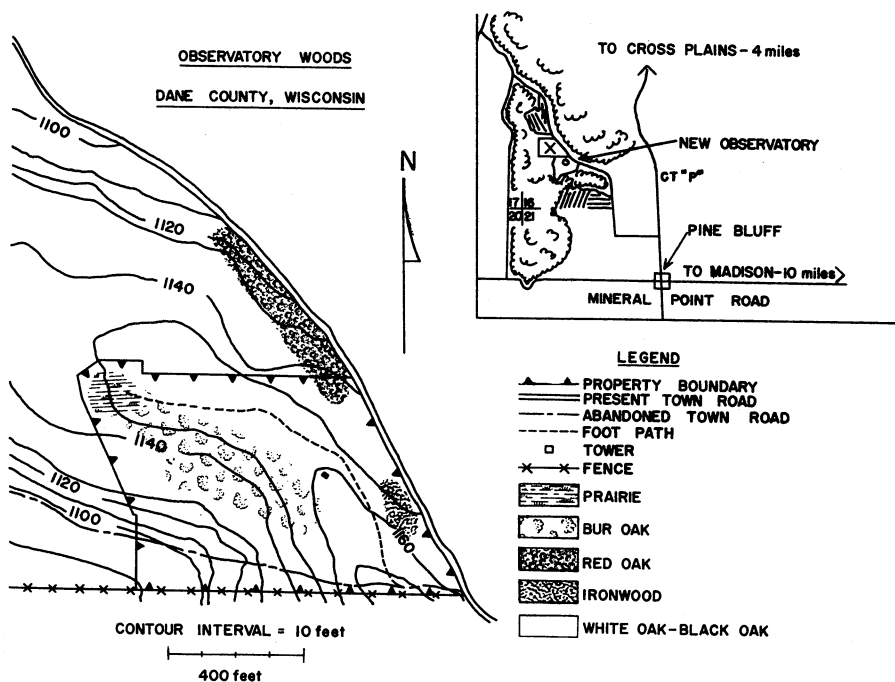 OBSERVATORY WOODS
DANE COUNTY, WISCONSIN
1100
1120
1140
N
1140
1120
1100
1160
CONTOUR INTERVAL = 10 feet
400 feet
TO CROSS PLAINS - 4 miles
NEW OBSERVATORY
CT "P"
17 16
20 21
PINE BLUFF
TO MADISON-10 miles
MINERAL POINT ROAD
LEGEND
PROPERTY BOUNDARY
PRESENT TOWN ROAD
ABANDONED TOWN ROAD
FOOT PATH
TOWER
FENCE
PRAIRIE
BUR OAK
RED OAK
IRONWOOD
WHITE OAK-BLACK OAK